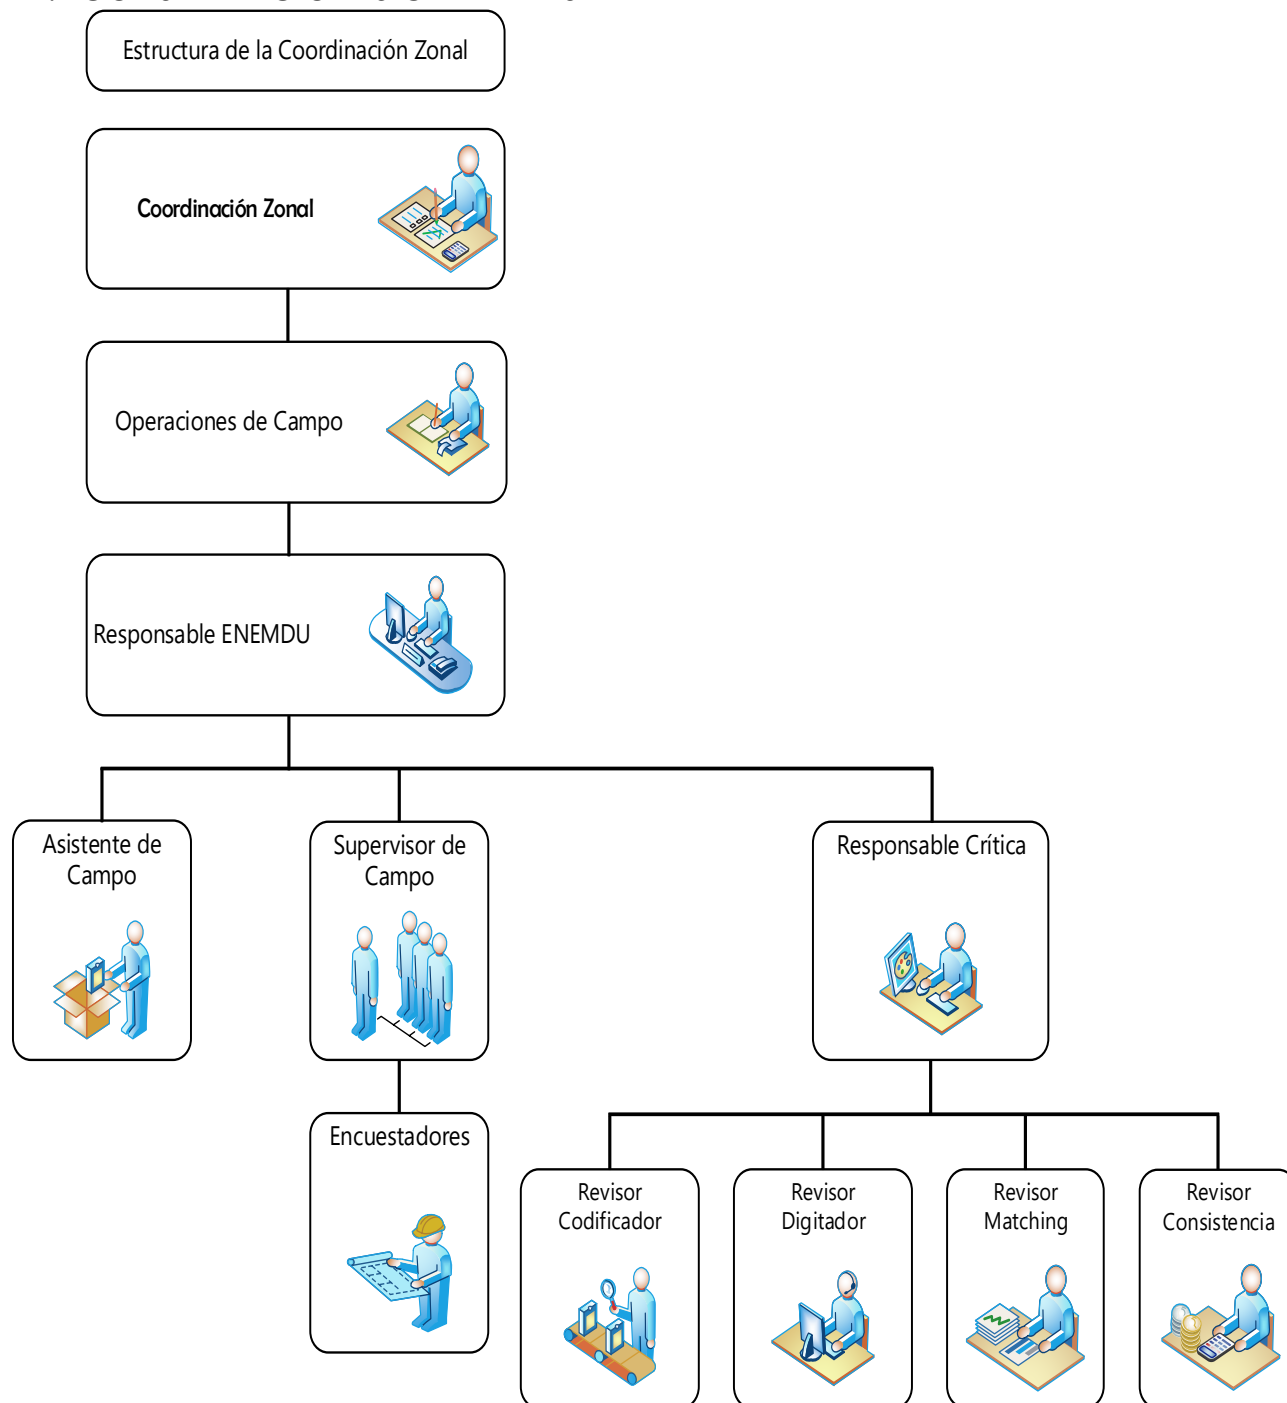 Estructura de la Coordinación Zonal
Coordinación Zonal
Operaciones de Campo
Responsable ENEMDU
Asistente de
Campo
Supervisor de
Campo
Responsable Crítica
Encuestadores
Revisor
Codificador
Revisor
Digitador
Revisor
Matching
Revisor
Consistencia